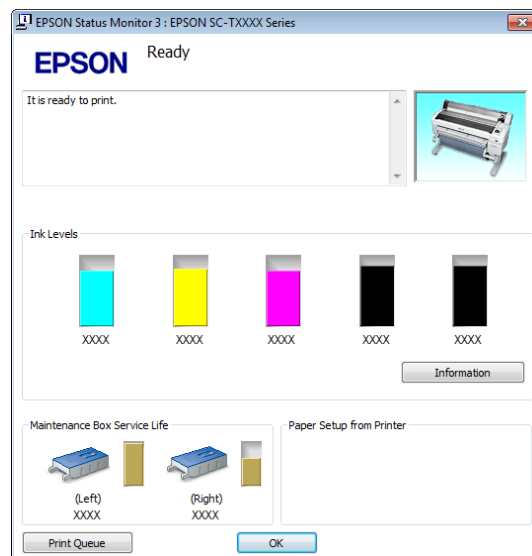 EPSON Status Monitor 3 : EPSON SC-TXXXX Series
EPSON
Ready
It is ready to print.
Ink Levels
XXXX XXXX XXXX XXXX XXXX
Information
Maintenance Box Service Life
Paper Setup from Printer
(Left) (Right)
XXXX XXXX
Print Queue
OK